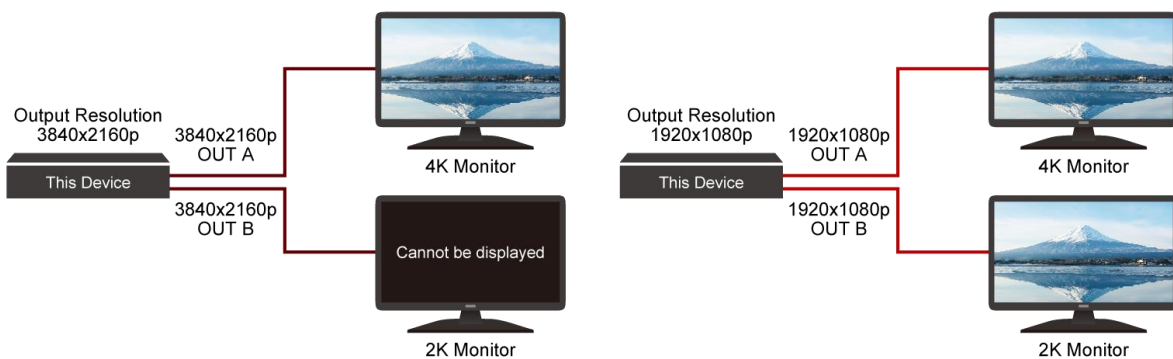 Output Resolution
3840x2160p
This Device
3840x2160p
OUT A
4K Monitor
3840x2160p
OUT B
Cannot be displayed
2K Monitor
Output Resolution
1920x1080p
This Device
1920x1080p
OUT A
4K Monitor
1920x1080p
OUT B
2K Monitor